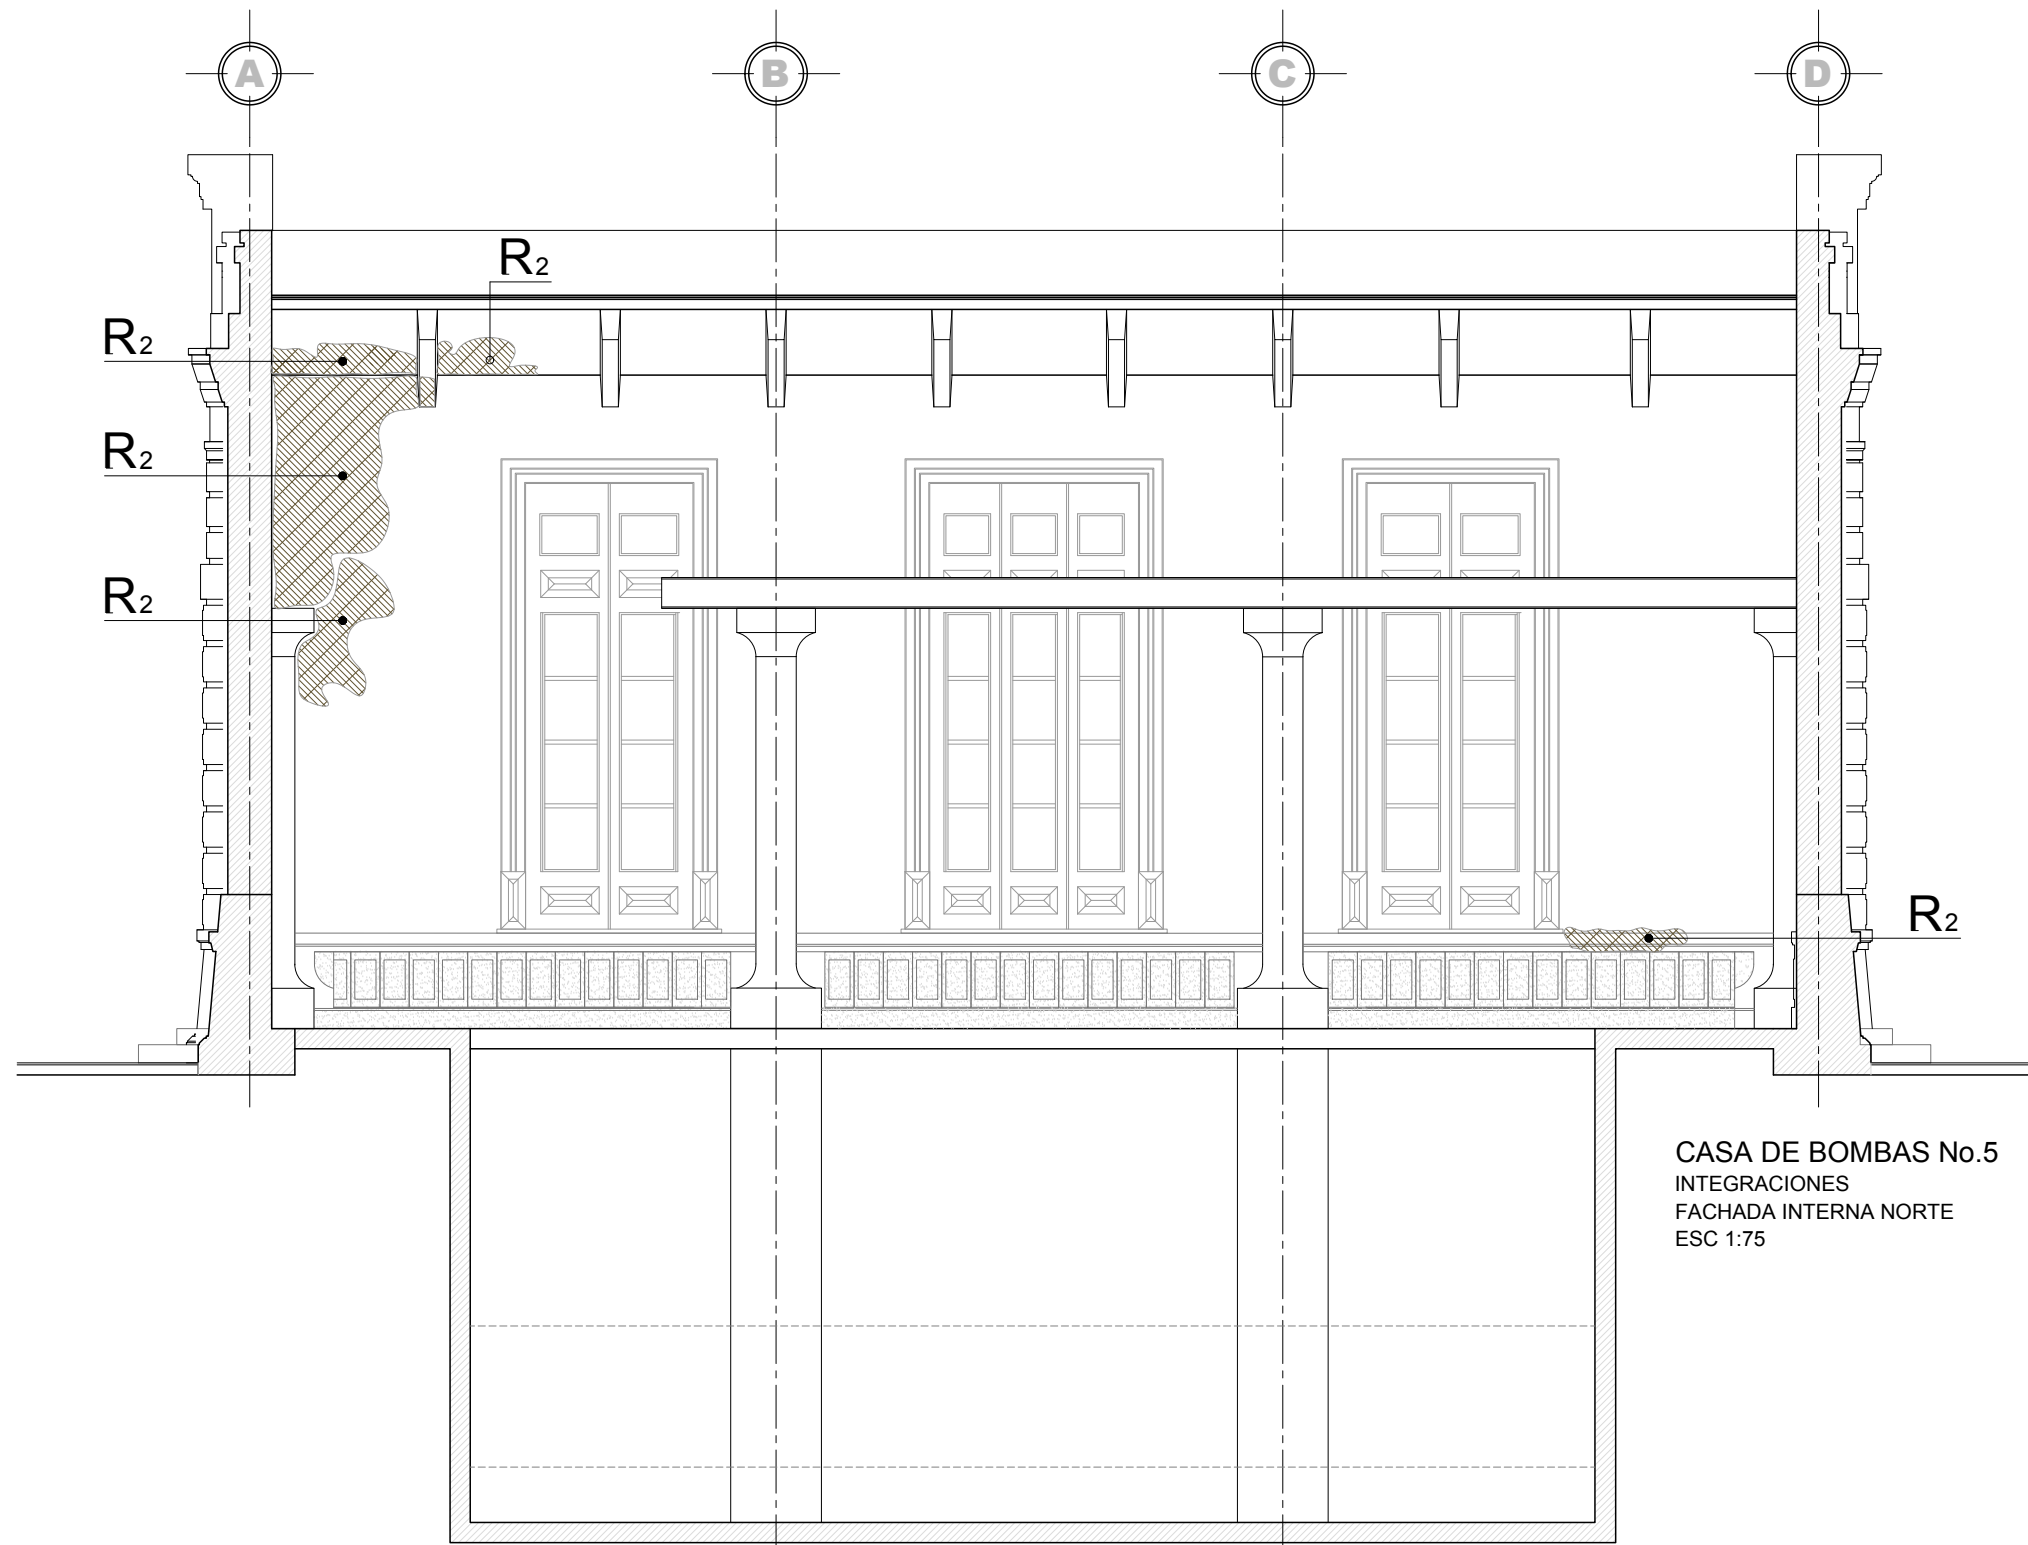 A
B
C
D
R2
R2
R2
R2
R2
CASA DE BOMBAS No.5
INTEGRACIONES
FACHADA INTERNA NORTE
ESC 1:75